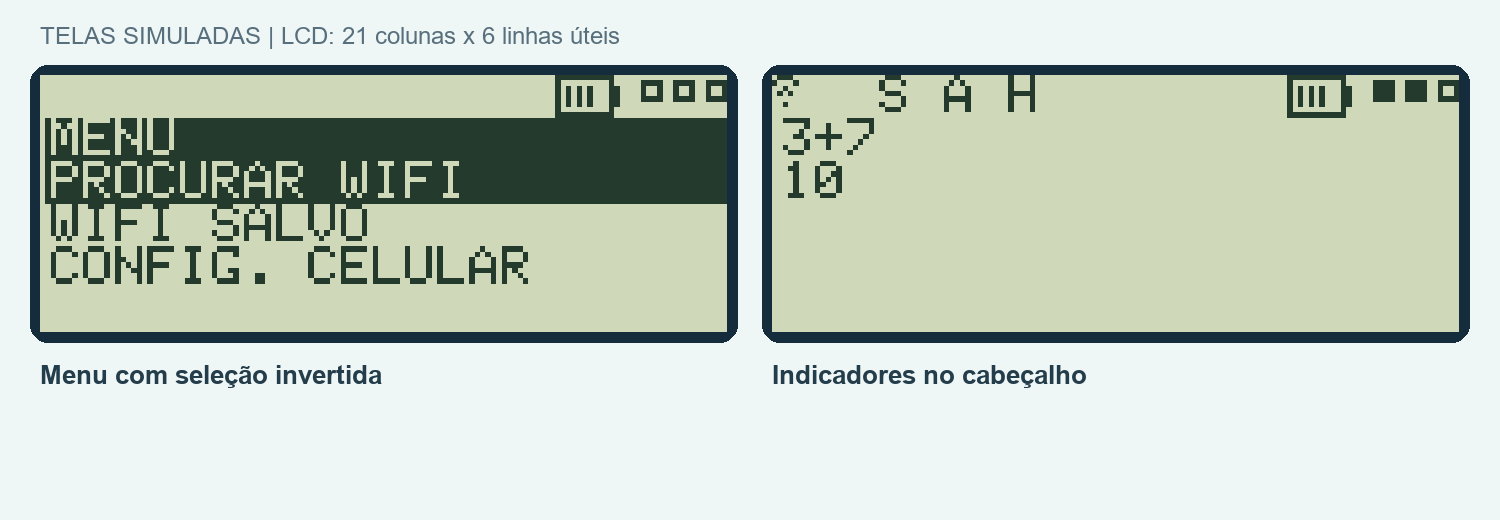 TELAS SIMULADAS | LCD: 21 colunas x 6 linhas úteis
MENU
PROCURAR WIFI
WIFI SALVO
CONFIG. CELULAR
Menu com seleção invertida
S A H
3+7
10
Indicadores no cabeçalho